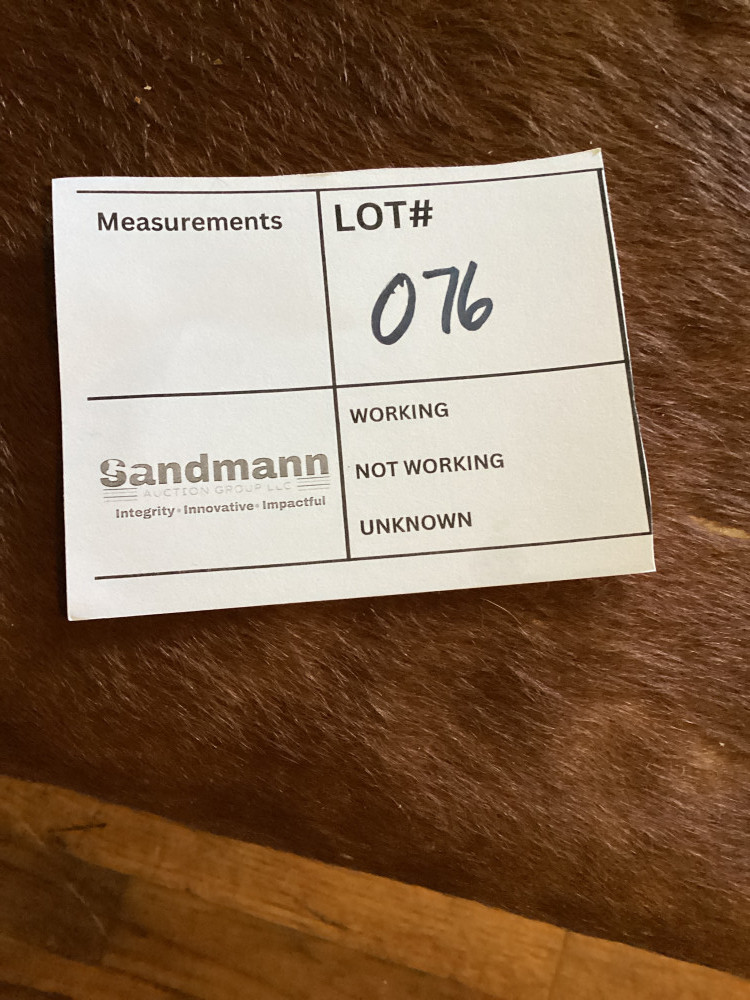 Measurements
LOT#
076
Sandmann
AUCTION GROUP LLC
Integrity • Innovative • Impactful
WORKING
NOT WORKING
UNKNOWN